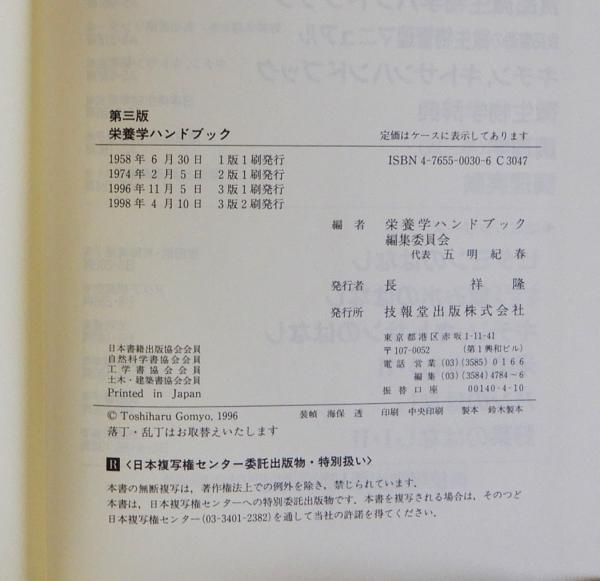 第三版
栄養学ハンドブック
定価はケースに表示してあります
1958年 6月30日 1版1刷発行
1974年 2月 5日 2版1刷発行
1996年11月 5日 3版1刷発行
1998年 4月10日 3版2刷発行
ISBN 4-7655-0030-6 C 3047
編者 栄養学ハンドブック
編集委員会
代表 五明紀春
発行者 長祥隆
発行所 技報堂出版株式会社
日本書籍出版協会会員
自然科学書協会会員
工学書協会会員
土木・建築書協会会員
Printed in Japan
東京都港区赤坂1-11-41
〒107-0052 (第1興和ビル)
電話 営業 (03)(3585)0166
編集 (03)(3584)4784~6
振替口座 00140-4-10
© Toshiharu Gomyo, 1996
装幀 海保 透 印刷 中央印刷 製本 鈴木製本
落丁・乱丁はお取替えいたします
R <日本複写権センター委託出版物・特別扱い>
本書の無断複写は,著作権法上での例外を除き,禁じられています.
本書は,日本複写権センターへの特別委託出版物です.本書を複写される場合は,そのつど
日本複写権センター(03-3401-2382)を通して当社の許諾を得てください.